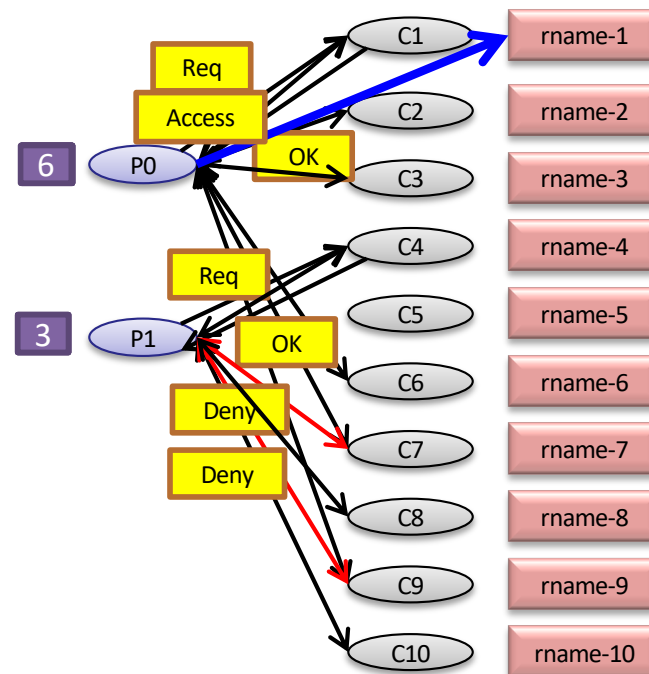 C1 rname-1
Req
Access
C2 rname-2
6 P0 OK C3 rname-3
C4 rname-4
Req
C5 rname-5
3 P1 OK
C6 rname-6
Deny
C7 rname-7
Deny
C8 rname-8
C9 rname-9
C10 rname-10